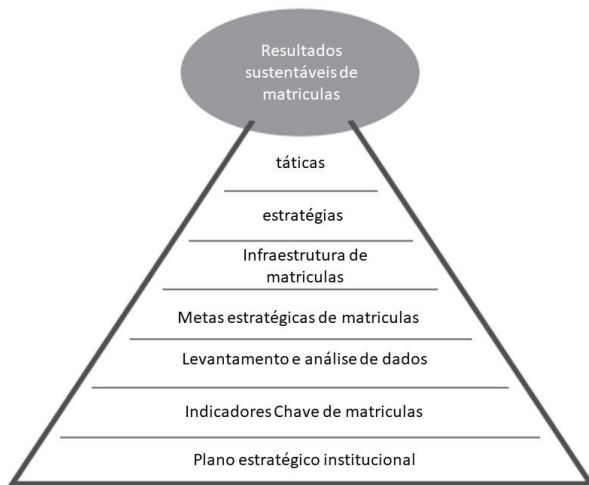 Resultados
sustentáveis de
matriculas
táticas
estratégias
Infraestrutura de
matriculas
Metas estratégicas de matriculas
Levantamento e análise de dados
Indicadores Chave de matriculas
Plano estratégico institucional